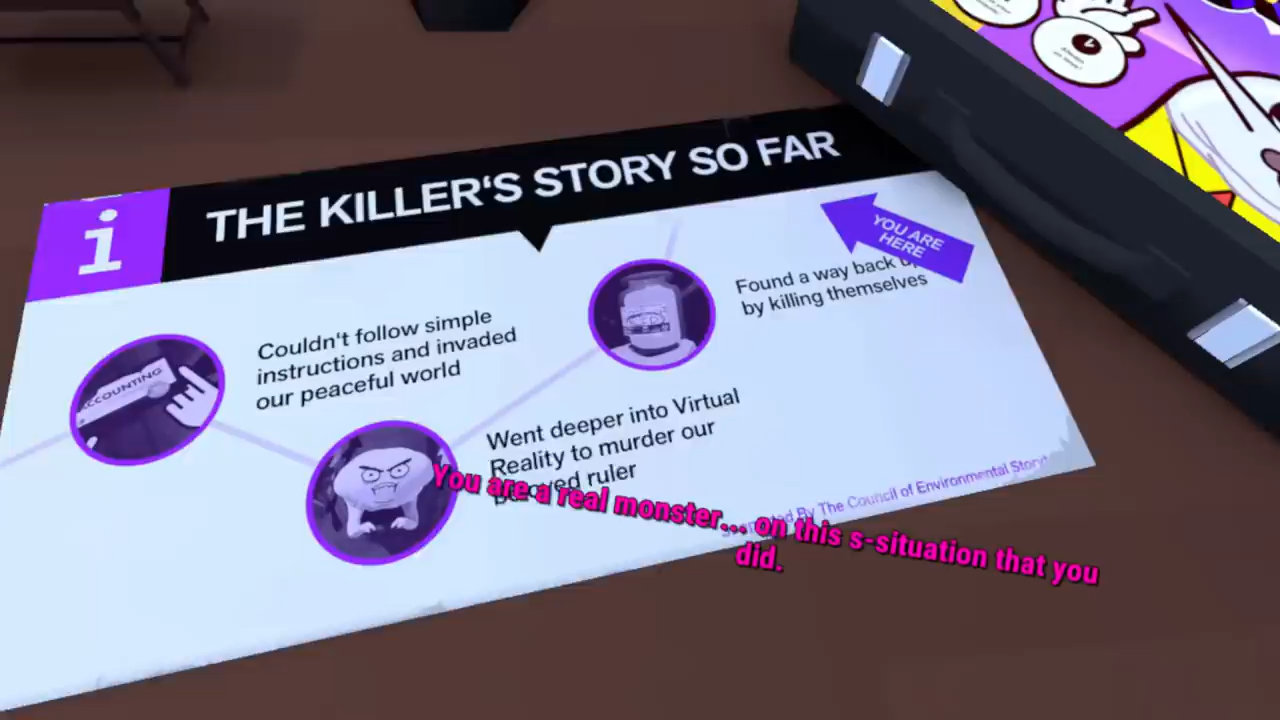 i
THE KILLER'S STORY SO FAR
YOU ARE
HERE
Found a way back
by killing themselves
Couldn't follow simple
instructions and invaded
our peaceful world
ACCOUNTING
Went deeper into Virtual
Reality to murder our
ruler
By The Council of Environmental
You are a real monster... on this s-situation that you
did.